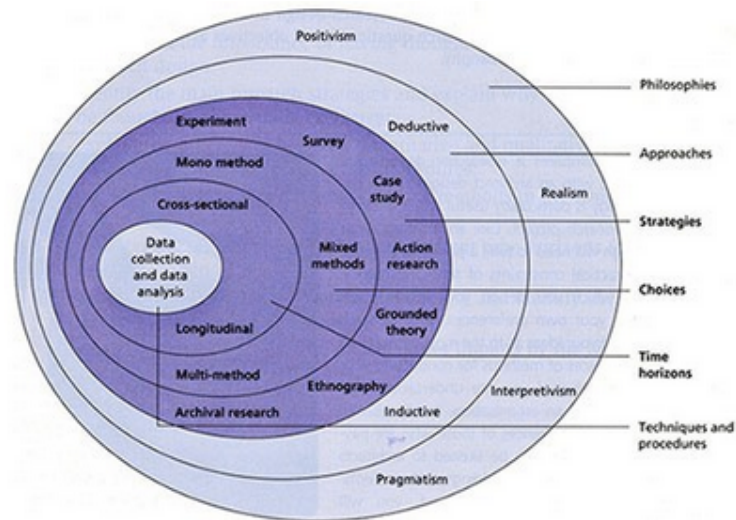 Positivism
Philosophies
Experiment
Survey
Deductive
Approaches
Mono method
Case
study
Realism
Cross-sectional
Strategies
Data
collection
and data
analysis
Mixed
methods
Action
research
Choices
Longitudinal
Grounded
theory
Time
horizons
Multi-method
Ethnography
Interpretivism
Archival research
Inductive
Techniques and
procedures
Pragmatism